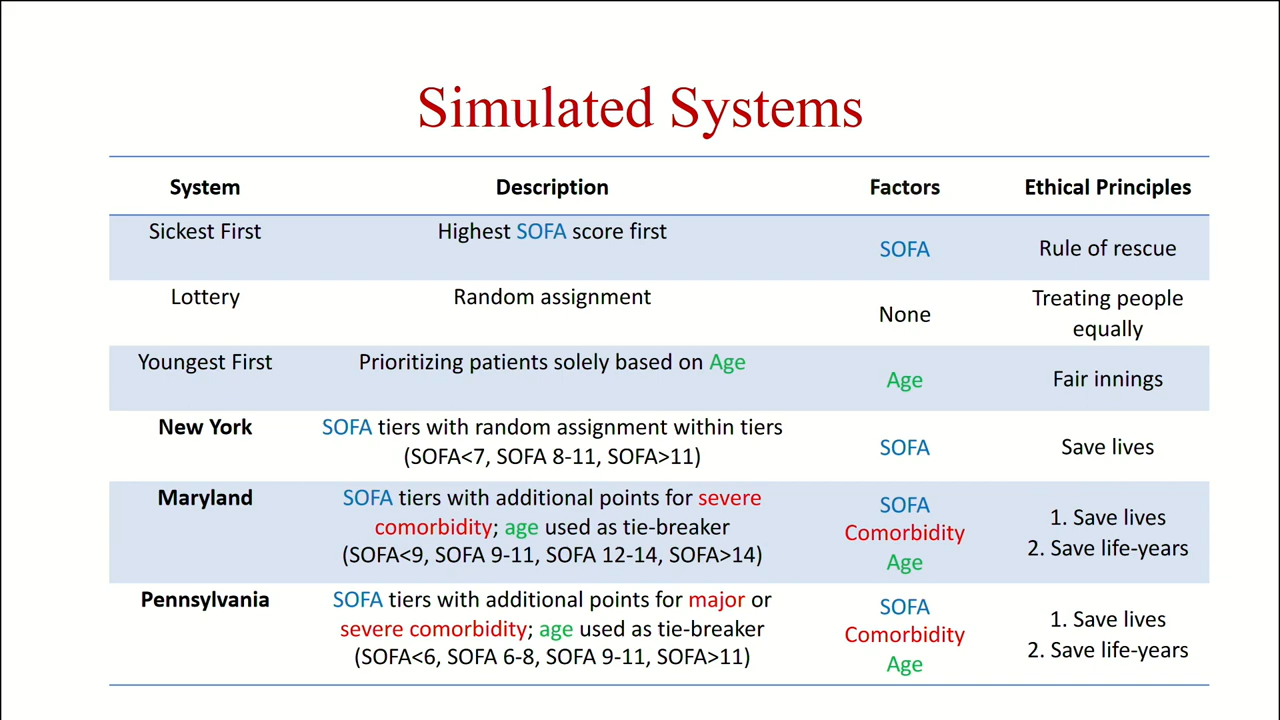 Simulated Systems
System Description Factors Ethical Principles
Sickest First Highest SOFA score first SOFA Rule of rescue
Lottery Random assignment None Treating people
equally
Youngest First Prioritizing patients solely based on Age Age Fair innings
New York SOFA tiers with random assignment within tiers
(SOFA<7, SOFA 8-11, SOFA>11) SOFA Save lives
Maryland SOFA tiers with additional points for severe
comorbidity; age used as tie-breaker
(SOFA<9, SOFA 9-11, SOFA 12-14, SOFA>14)
SOFA
Comorbidity
Age
1. Save lives
2. Save life-years
Pennsylvania SOFA tiers with additional points for major or
severe comorbidity; age used as tie-breaker
(SOFA<6, SOFA 6-8, SOFA 9-11, SOFA>11)
SOFA
Comorbidity
Age
1. Save lives
2. Save life-years